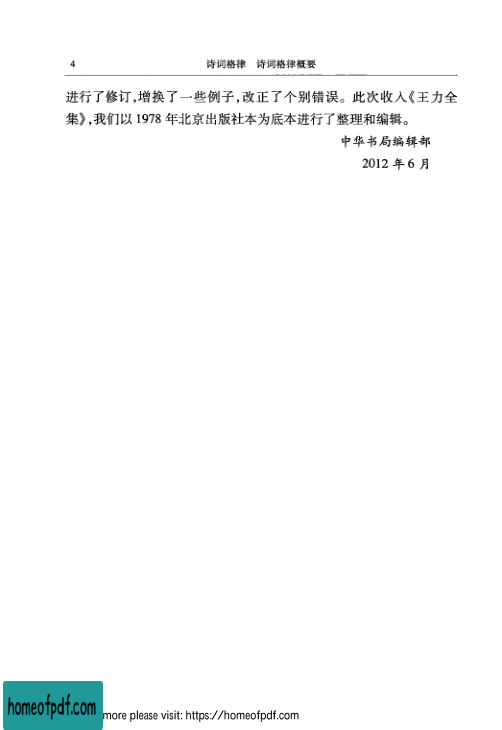 4
诗词格律 诗词格律概要
进行了修订,增换了一些例子,改正了个别错误。此次收入《王力全
集》,我们以1978年北京出版社本为底本进行了整理和编辑。
中华书局编辑部
2012年6月
homeofpdf.com
more please visit: https://homeofpdf.com